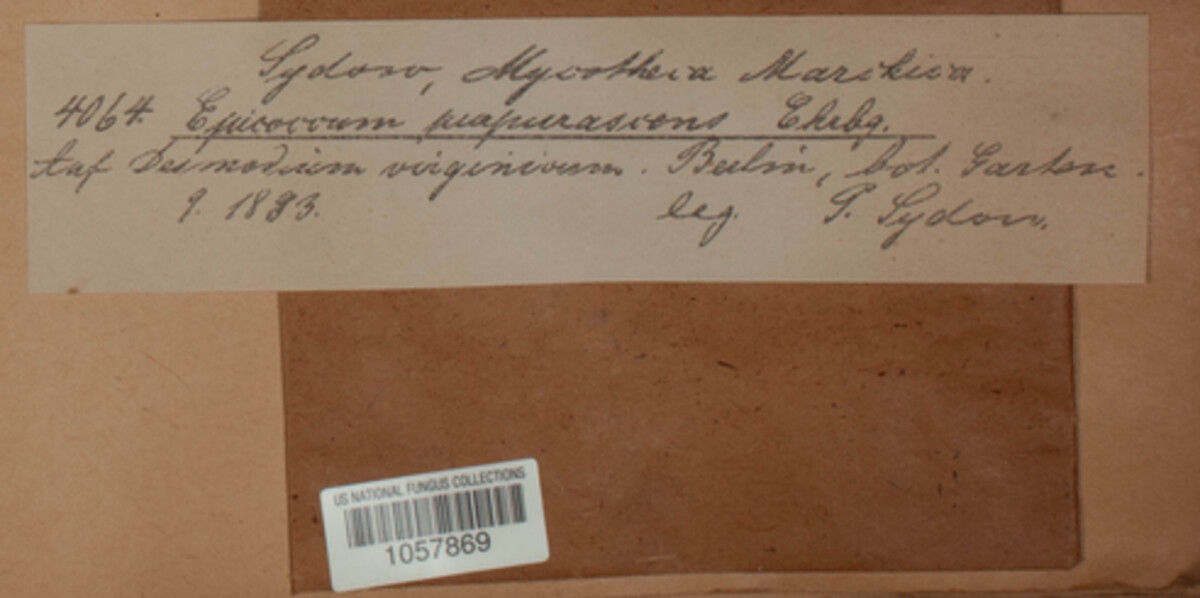 Sydow, Mycotheca Marchica.
4064. Epicoccum purpurascens Ehrbg.
Auf Desmodium virginicum. Berlin, bot. Garten.
9. 1893. leg. P. Sydow.
US NATIONAL FUNGUS COLLECTIONS
1057869